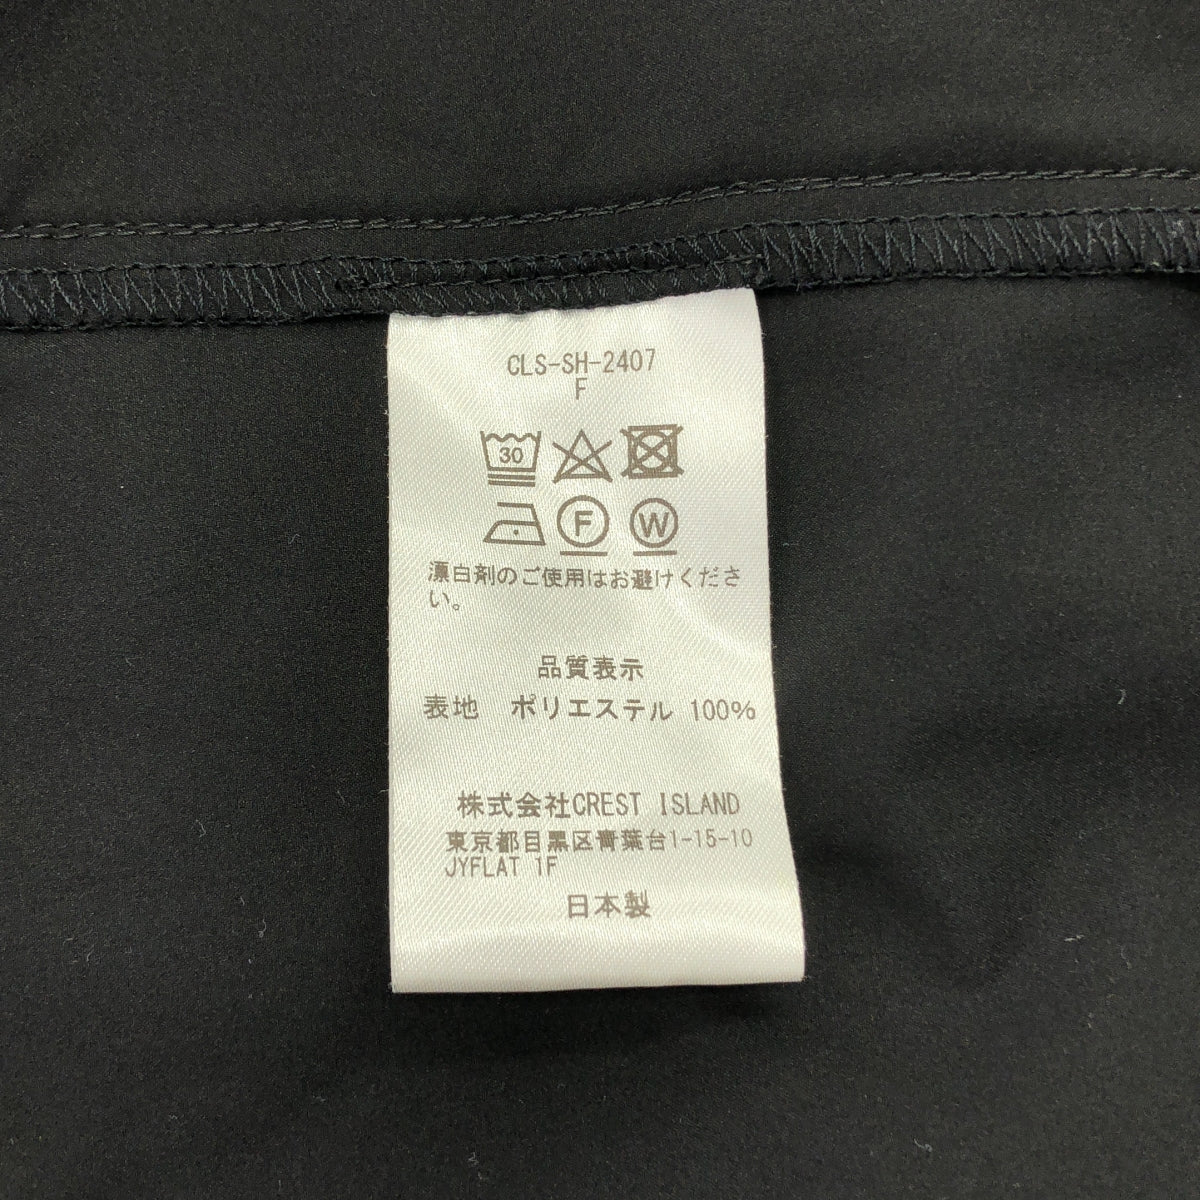 CLS-SH-2407
F
30
F W
漂白剤のご使用はお避けくださ
い。
品質表示
表地 ポリエステル 100%
株式会社CREST ISLAND
東京都目黒区青葉台1-15-10
JYFLAT 1F
日本製